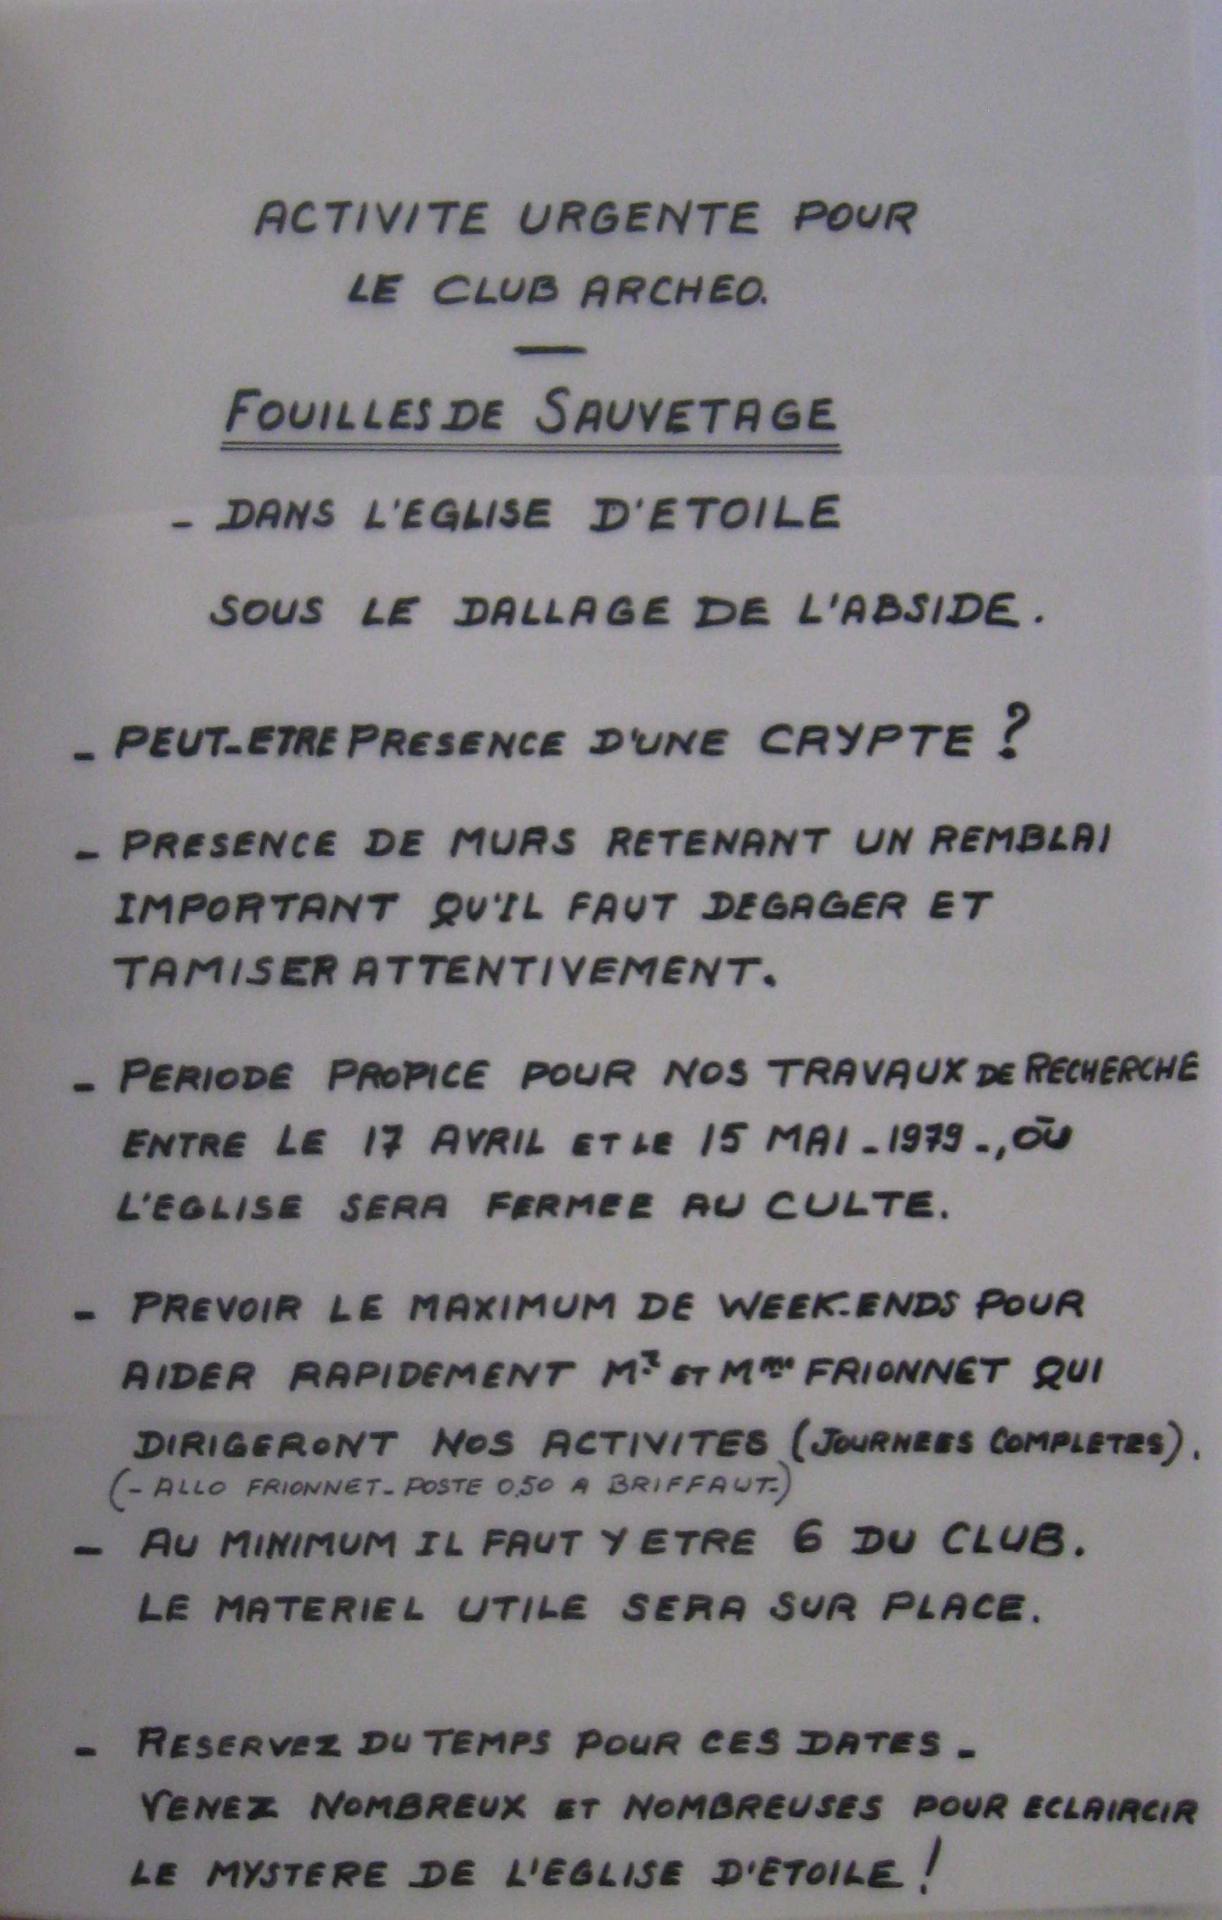 ACTIVITE URGENTE POUR
LE CLUB ARCHEO.
FOUILLES DE SAUVETAGE
- DANS L'EGLISE D'ETOILE
SOUS LE DALLAGE DE L'ABSIDE.
- PEUT-ETRE PRESENCE D'UNE CRYPTE ?
- PRESENCE DE MURS RETENANT UN REMBLAI
IMPORTANT QU'IL FAUT DEGAGER ET
TAMISER ATTENTIVEMENT.
- PERIODE PROPICE POUR NOS TRAVAUX DE RECHERCHE
ENTRE LE 17 AVRIL ET LE 15 MAI - 1979 -, OÙ
L'EGLISE SERA FERMEE AU CULTE.
- PREVOIR LE MAXIMUM DE WEEK-ENDS POUR
AIDER RAPIDEMENT Mr ET Mme FRIONNET QUI
DIRIGERONT NOS ACTIVITES (JOURNEES COMPLETES).
(- ALLO FRIONNET - POSTE 0.50 A BRIFFAUT-)
- AU MINIMUM IL FAUT Y ETRE 6 DU CLUB.
LE MATERIEL UTILE SERA SUR PLACE.
- RESERVEZ DU TEMPS POUR CES DATES -
VENEZ NOMBREUX ET NOMBREUSES POUR ECLAIRCIR
LE MYSTERE DE L'EGLISE D'ETOILE !